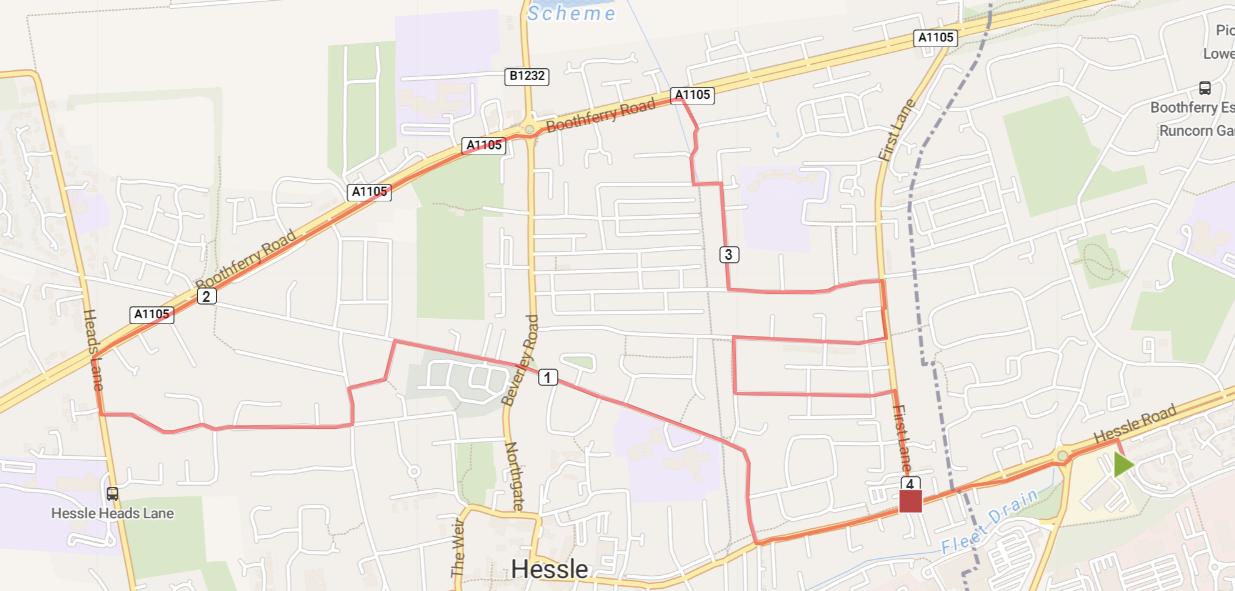 Scheme
A1105
Pic
Lowe
B1232
A1105
Boothferry Road
Boothferry Es
Runcorn Gar
First Lane
A1105
A1105
Boothferry Road
3
2
A1105
Heads Lane
Beverley Road
1
First Lane
Hessle Road
Northgate
4
Hessle Heads Lane
The Weir
Fleet Drain
Hessle